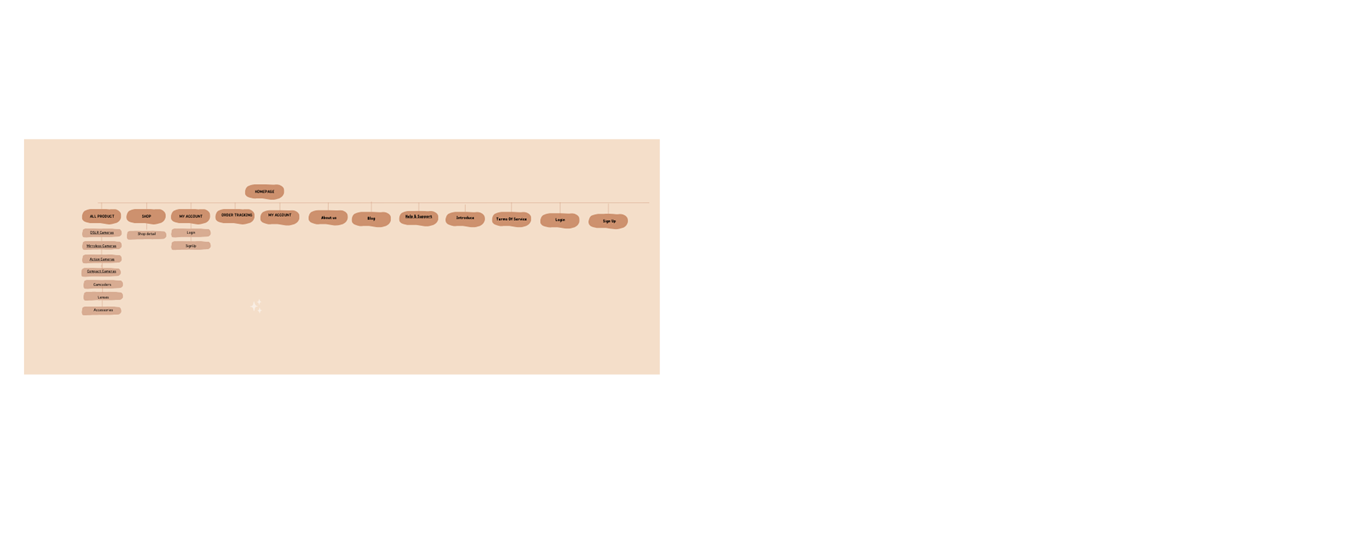 HOMEPAGE
ALL PRODUCT
SHOP
MY ACCOUNT
ORDER TRACKING
MY ACCOUNT
About us
Blog
Help & Support
Introduce
Terms Of Service
Login
Sign Up
DSLR Cameras
Mirrorless Cameras
Action Cameras
Compact Cameras
Camcoders
Lenses
Accessories
Shop detail
Login
SignUp